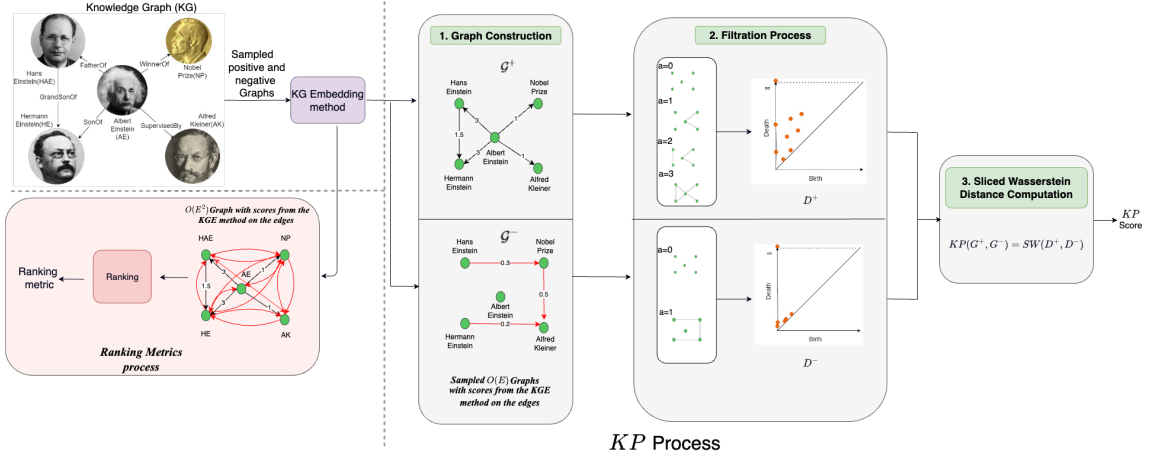 Knowledge Graph (KG)
Hans
Einstein(HAE)
FatherOf
WinnerOf
Nobel
Prize(NP)
GrandSonOf
Hermann
Einstein(HE)
SonOf
Albert
Einstein
(AE)
SupervisedBy
Alfred
Kleiner(AK)
Sampled
positive and
negative
Graphs
KG Embedding
method
O(E²) Graph with scores from the
KGE method on the edges
HAE
NP
AE
3
1
1.5
3
1
HE
AK
Ranking
Ranking
metric
Ranking Metrics
process
1. Graph Construction
𝒢⁺
Hans
Einstein
Nobel
Prize
3
1
1.5
Albert
Einstein
3
1
Hermann
Einstein
Alfred
Kleiner
𝒢⁻
Hans
Einstein
Nobel
Prize
0.3
0.5
Albert
Einstein
0.2
Hermann
Einstein
Alfred
Kleiner
Sampled O(E) Graphs
with scores from the KGE
method on the edges
2. Filtration Process
a=0
a=1
a=2
a=3
∞
Death
Birth
D⁺
a=0
a=1
∞
Death
Birth
D⁻
3. Sliced Wasserstein
Distance Computation
KP(G⁺, G⁻) = SW(D⁺, D⁻)
KP
Score
KP Process